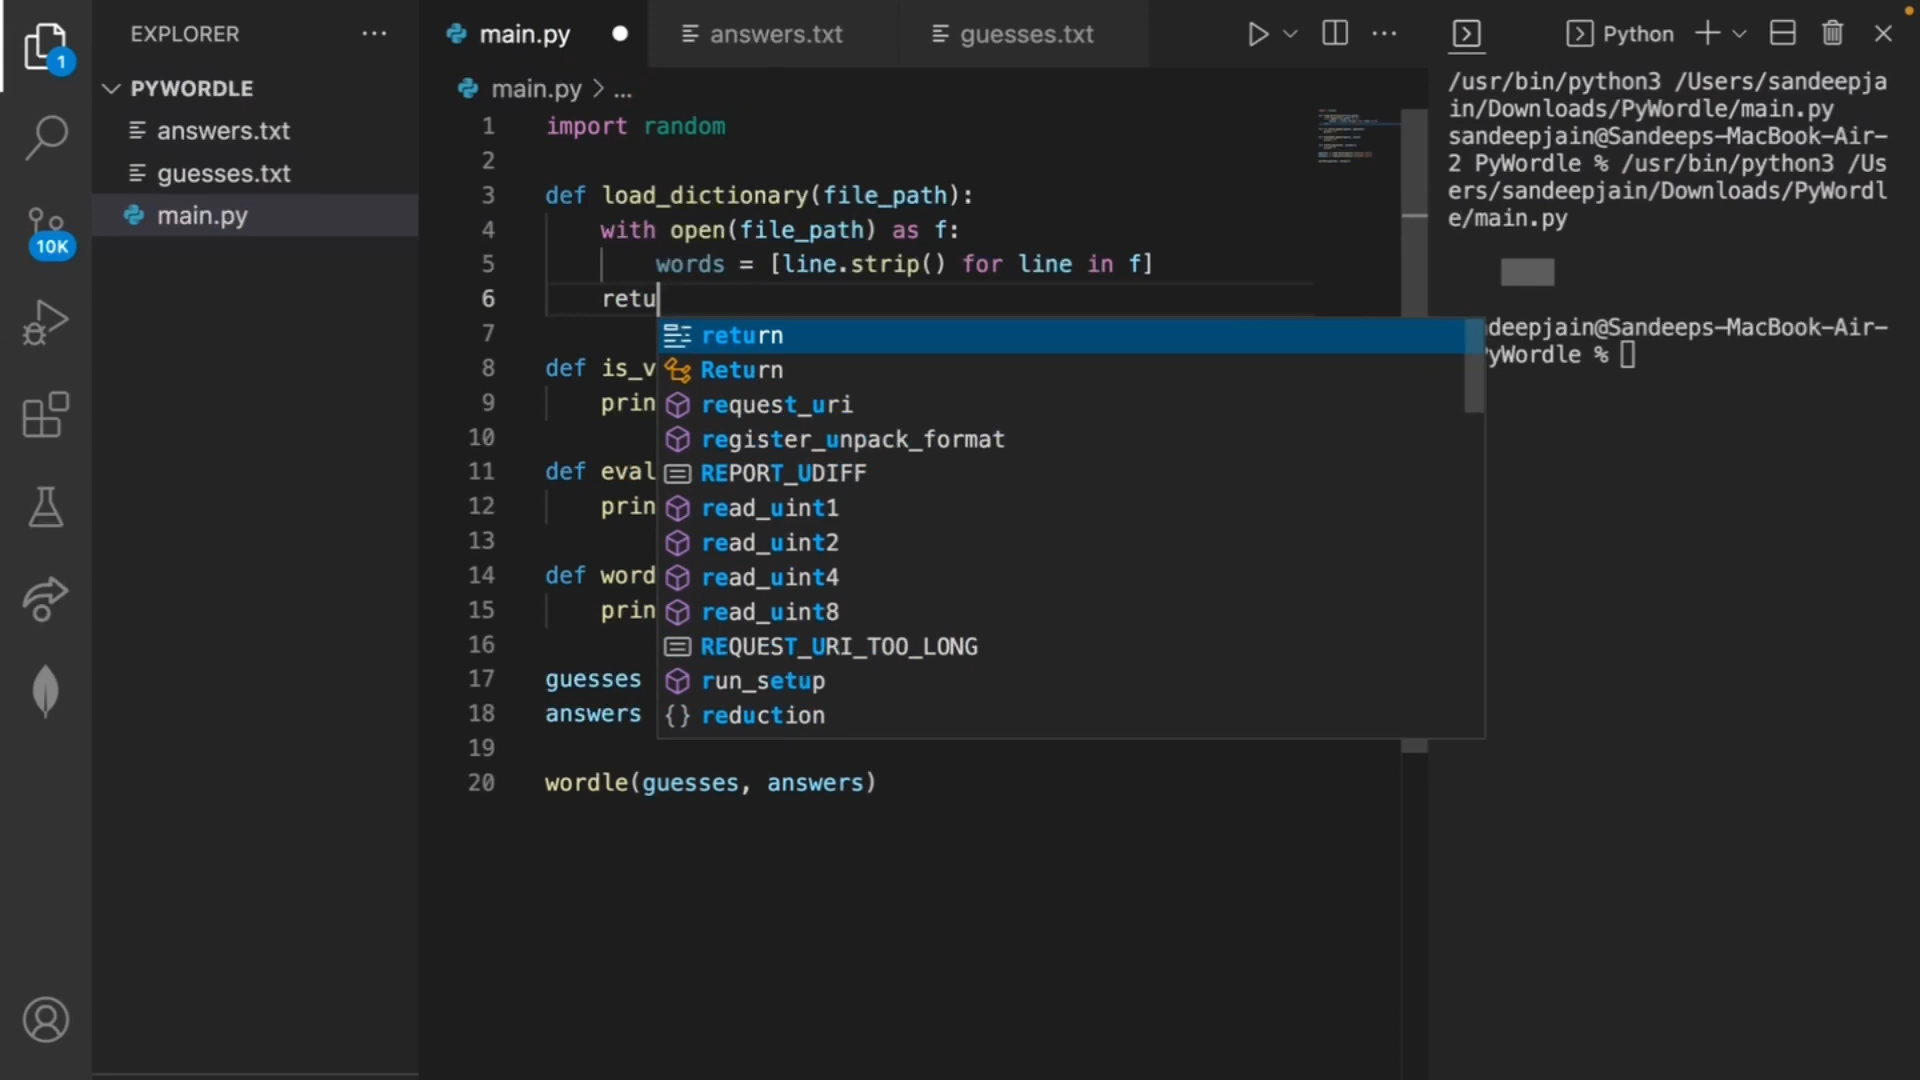 EXPLORER
PYWORDLE
answers.txt
guesses.txt
main.py
1
10K
main.py
answers.txt
guesses.txt
main.py > ...
1 import random
2
3 def load_dictionary(file_path):
4 with open(file_path) as f:
5 words = [line.strip() for line in f]
6 retu
7
8 def is_v
9 prin
10
11 def eval
12 prin
13
14 def word
15 prin
16
17 guesses
18 answers
19
20 wordle(guesses, answers)
return
Return
request_uri
register_unpack_format
REPORT_UDIFF
read_uint1
read_uint2
read_uint4
read_uint8
REQUEST_URI_TOO_LONG
run_setup
reduction
Python
/usr/bin/python3 /Users/sandeepja
in/Downloads/PyWordle/main.py
sandeepjain@Sandeeps-MacBook-Air-
2 PyWordle % /usr/bin/python3 /Us
ers/sandeepjain/Downloads/PyWordl
e/main.py
deepjain@Sandeeps-MacBook-Air-
yWordle %